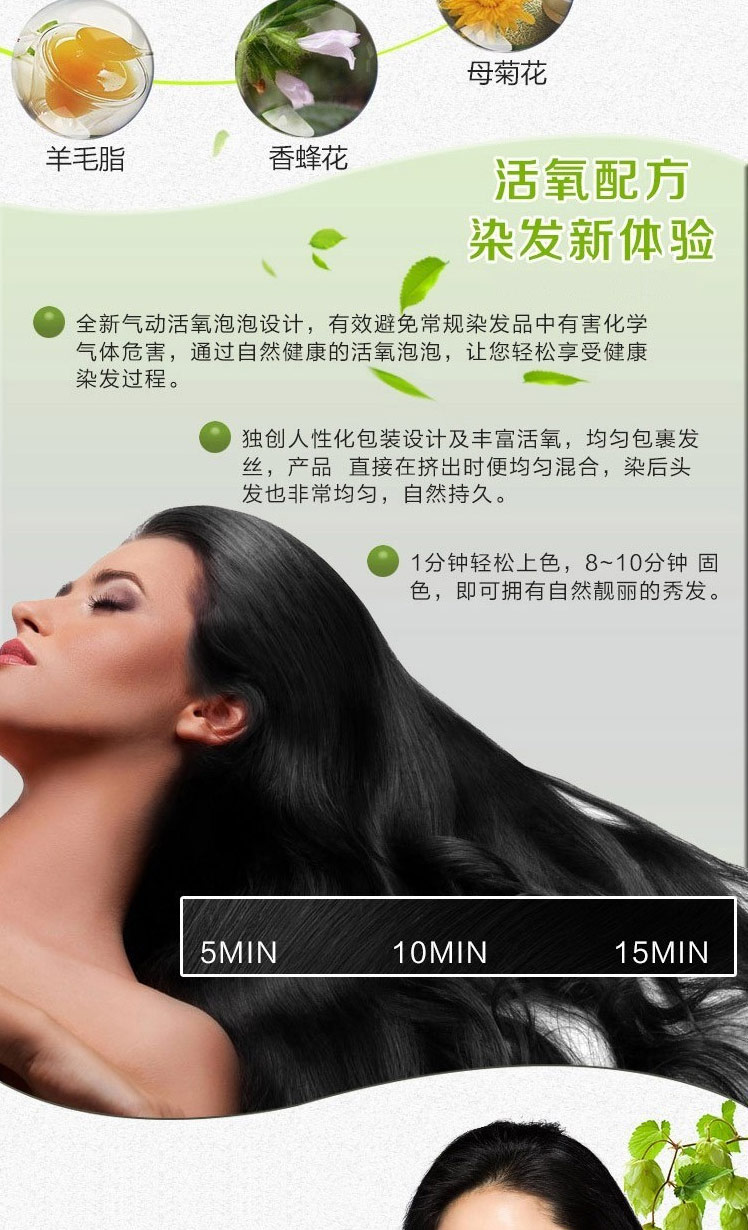 母菊花
羊毛脂
香蜂花
活氧配方
染发新体验
全新气动活氧泡泡设计，有效避免常规染发品中有害化学
气体危害，通过自然健康的活氧泡泡，让您轻松享受健康
染发过程。
独创人性化包装设计及丰富活氧，均匀包裹发
丝，产品 直接在挤出时便均匀混合，染后头
发也非常均匀，自然持久。
1分钟轻松上色，8~10分钟 固
色，即可拥有自然靓丽的秀发。
5MIN 10MIN 15MIN